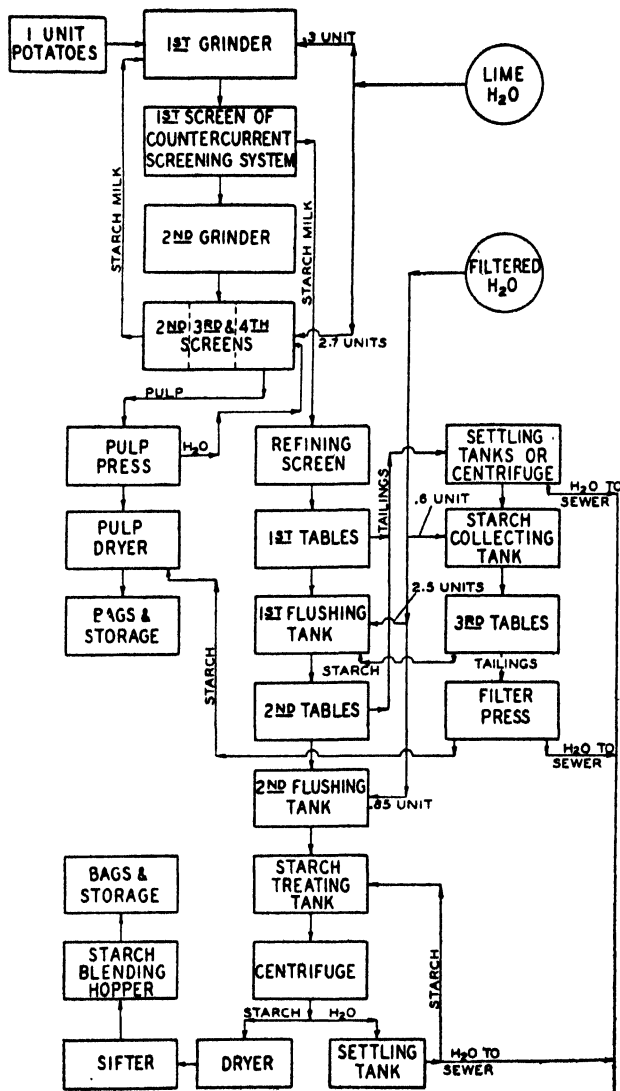 1 UNIT
POTATOES
1ST GRINDER
.3 UNIT
LIME
H2O
1ST SCREEN OF
COUNTERCURRENT
SCREENING SYSTEM
STARCH MILK
STARCH MILK
2ND GRINDER
FILTERED
H2O
2ND 3RD & 4TH
SCREENS
2.7 UNITS
PULP
PULP
PRESS
H2O
REFINING
SCREEN
TAILINGS
SETTLING
TANKS OR
CENTRIFUGE
H2O TO
SEWER
.6 UNIT
PULP
DRYER
1ST TABLES
STARCH
COLLECTING
TANK
BAGS &
STORAGE
1ST FLUSHING
TANK
2.5 UNITS
3RD TABLES
STARCH
STARCH
TAILINGS
2ND TABLES
FILTER
PRESS
H2O TO
SEWER
2ND FLUSHING
TANK
.85 UNIT
BAGS &
STORAGE
STARCH
TREATING
TANK
STARCH
BLENDING
HOPPER
CENTRIFUGE
STARCH
STARCH H2O
SIFTER
DRYER
SETTLING
TANK
H2O TO
SEWER